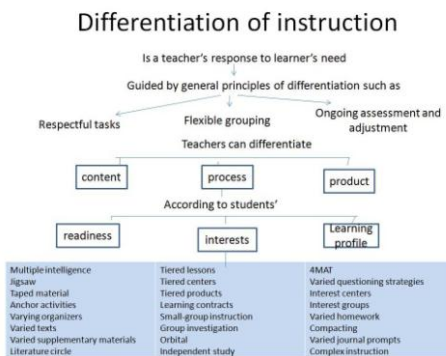 Differentiation of instruction
Is a teacher's response to learner's need
Guided by general principles of differentiation such as
Respectful tasks
Flexible grouping
Ongoing assessment and
adjustment
Teachers can differentiate
content
process
product
According to students'
readiness
interests
Learning
profile
Multiple intelligence
Jigsaw
Taped material
Anchor activities
Varying organizers
Varied texts
Varied supplementary materials
Literature circle
Tiered lessons
Tiered centers
Tiered products
Learning contracts
Small-group instruction
Group investigation
Orbital
Independent study
4MAT
Varied questioning strategies
Interest centers
Interest groups
Varied homework
Compacting
Varied journal prompts
Complex instruction